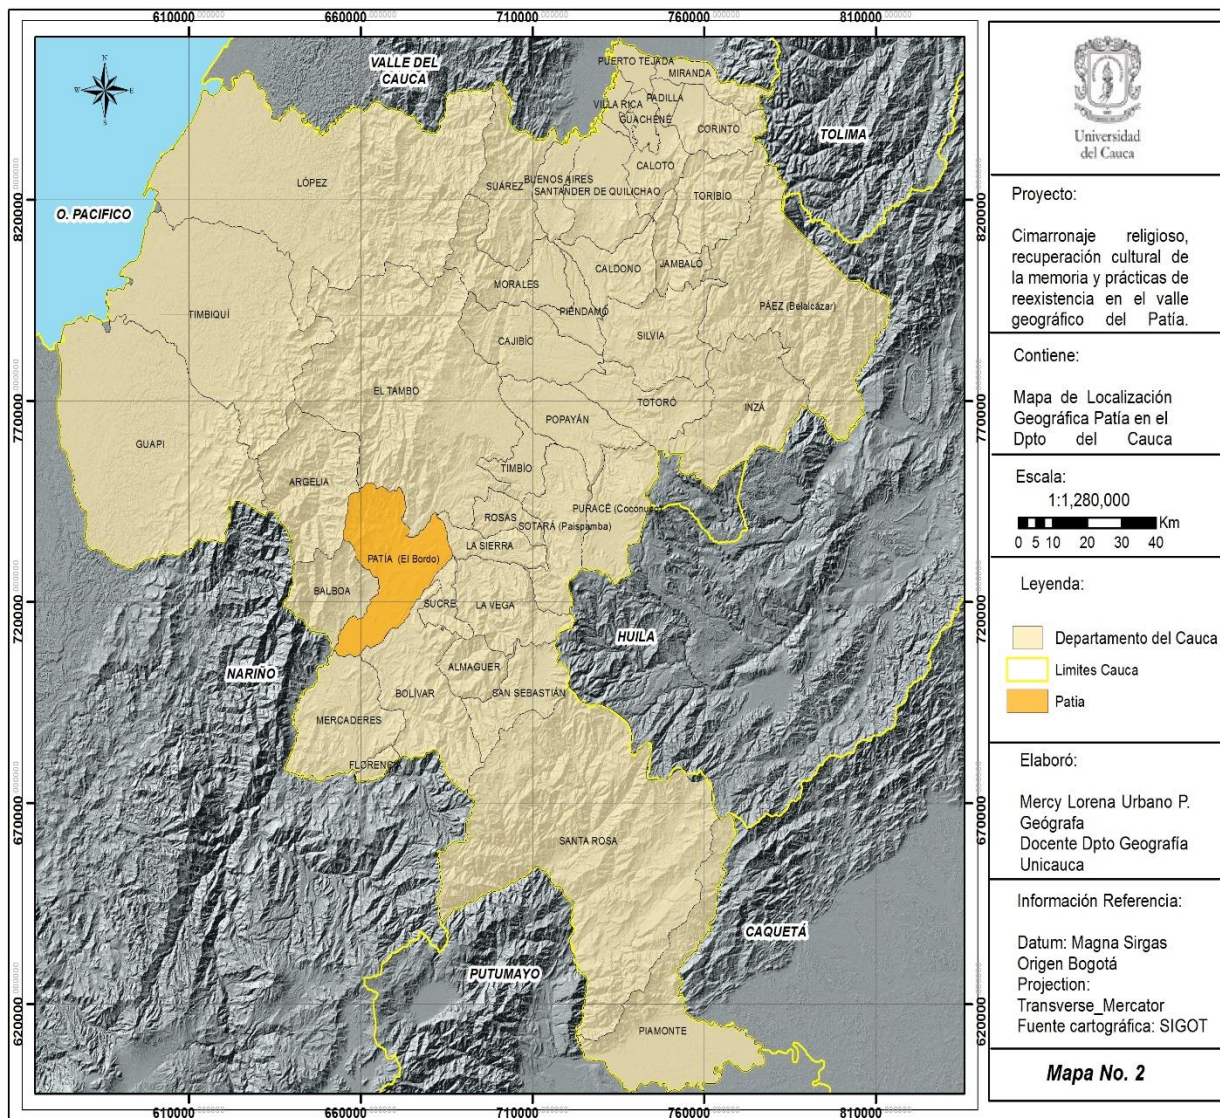 610000 660000 710000 760000 810000
VALLE DEL
CAUCA
PUERTO TEJADA
MIRANDA
PADILLA
VILLA RICA
GUACHENÉ
CORINTO
TOLIMA
N
W E
S
CALOTO
LÓPEZ
SUÁREZ
BUENOS AIRES
SANTANDER DE QUILICHAO
TORIBIO
O. PACIFICO
820000
820000
CALDONO
JAMBALÓ
MORALES
PÁEZ (Belalcázar)
TIMBIQUÍ
PIENDAMÓ
CAJIBÍO
SILVIA
EL TAMBO
770000
770000
TOTORÓ
INZÁ
POPAYÁN
GUAPI
TIMBÍO
ARGELIA
PURACÉ (Coconuco)
ROSAS
SOTARÁ (Paispamba)
LA SIERRA
PATÍA (El Bordo)
BALBOA
SUCRE
LA VEGA
720000
720000
HUILA
NARIÑO
ALMAGUER
BOLÍVAR
SAN SEBASTIÁN
MERCADERES
FLORENCIA
670000
670000
SANTA ROSA
CAQUETÁ
PUTUMAYO
620000
620000
PIAMONTE
610000 660000 710000 760000 810000
Universidad
del Cauca
Proyecto:
Cimarronaje religioso,
recuperación cultural de
la memoria y prácticas de
reexistencia en el valle
geográfico del Patía.
Contiene:
Mapa de Localización
Geográfica Patía en el
Dpto del Cauca
Escala:
1:1,280,000
Km
0 5 10 20 30 40
Leyenda:
Departamento del Cauca
Limites Cauca
Patia
Elaboró:
Mercy Lorena Urbano P.
Geógrafa
Docente Dpto Geografía
Unicauca
Información Referencia:
Datum: Magna Sirgas
Origen Bogotá
Projection:
Transverse_Mercator
Fuente cartográfica: SIGOT
Mapa No. 2